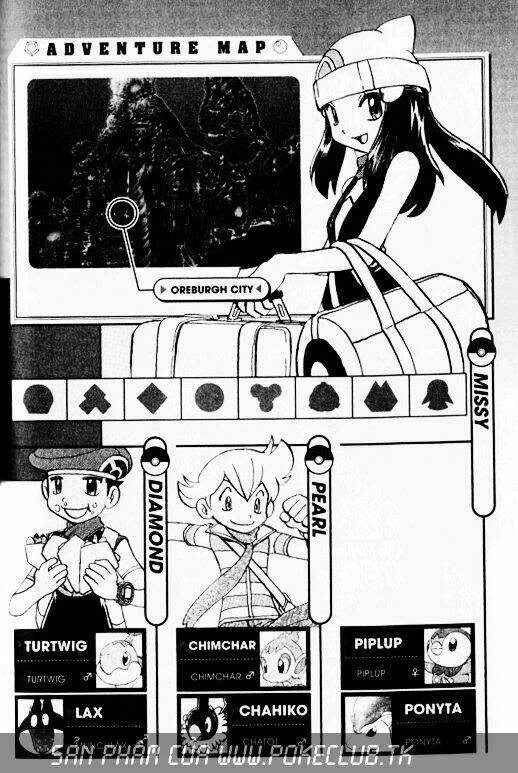 ADVENTURE MAP
OREBURGH CITY
MISSY
DIAMOND
PEARL
TURTWIG
TURTWIG ♂
CHIMCHAR
CHIMCHAR ♂
PIPLUP
PIPLUP ♀
LAX
♂
CHAHIKO
CHATOT ♂
PONYTA
PONYTA ♂
SẢN PHẨM CỦA WWW.POKECLUB.TK